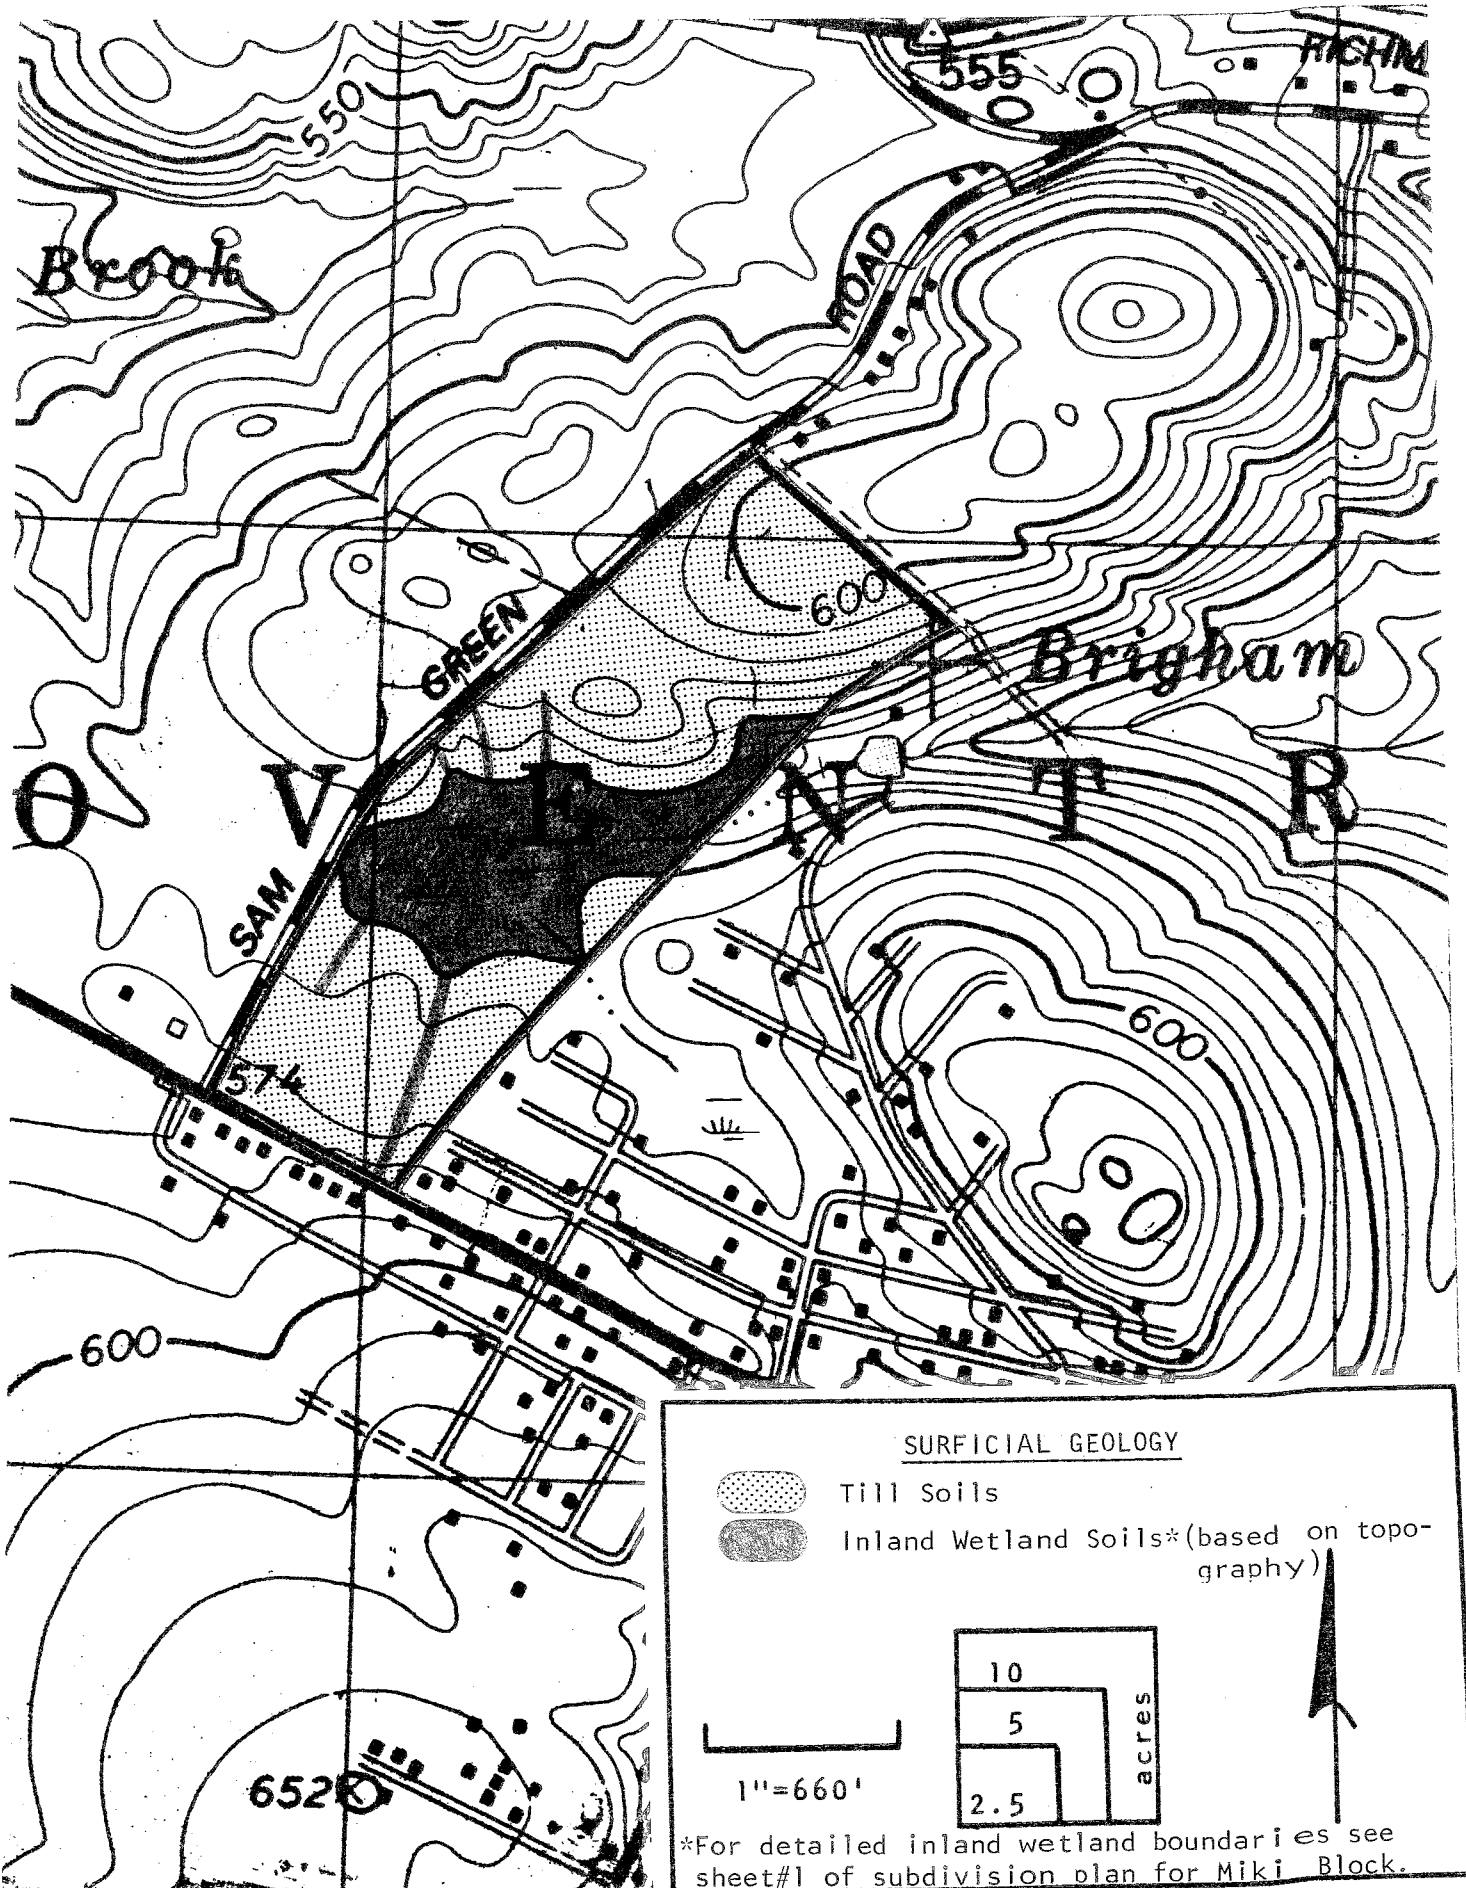 555
RICHM
550
Brook
ROAD
600
GREEN
Brigham
O V E N T R
SAM
574
600
600
652
SURFICIAL GEOLOGY
Till Soils
Inland Wetland Soils*(based on topo-
graphy)
10
5
2.5
acres
1"=660'
*For detailed inland wetland boundaries see
sheet#1 of subdivision plan for Miki Block.